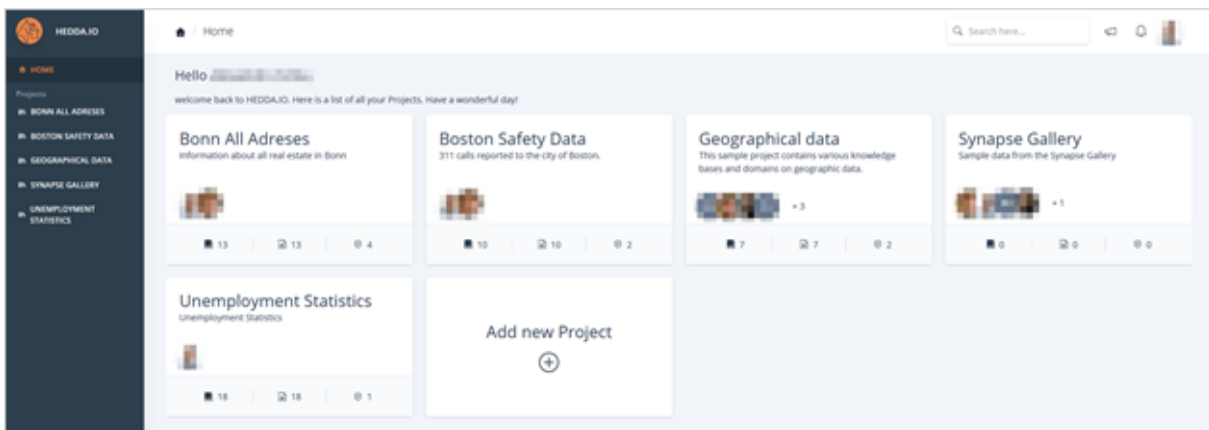 HEDDA.IO
Home
Search here...
HOME
Projects
BONN ALL ADRESES
BOSTON SAFETY DATA
GEOGRAPHICAL DATA
SYNAPSE GALLERY
UNEMPLOYMENT
STATISTICS
Hello
welcome back to HEDDA.IO. Here is a list of all your Projects. Have a wonderful day!
Bonn All Adreses
Information about all real estate in Bonn
13 13 4
Boston Safety Data
311 calls reported to the city of Boston.
10 10 2
Geographical data
This sample project contains various knowledge
bases and domains on geographic data.
+ 3
7 7 2
Synapse Gallery
Sample data from the Synapse Gallery
+ 1
0 0 0
Unemployment Statistics
Unemployment Statistics
18 18 1
Add new Project